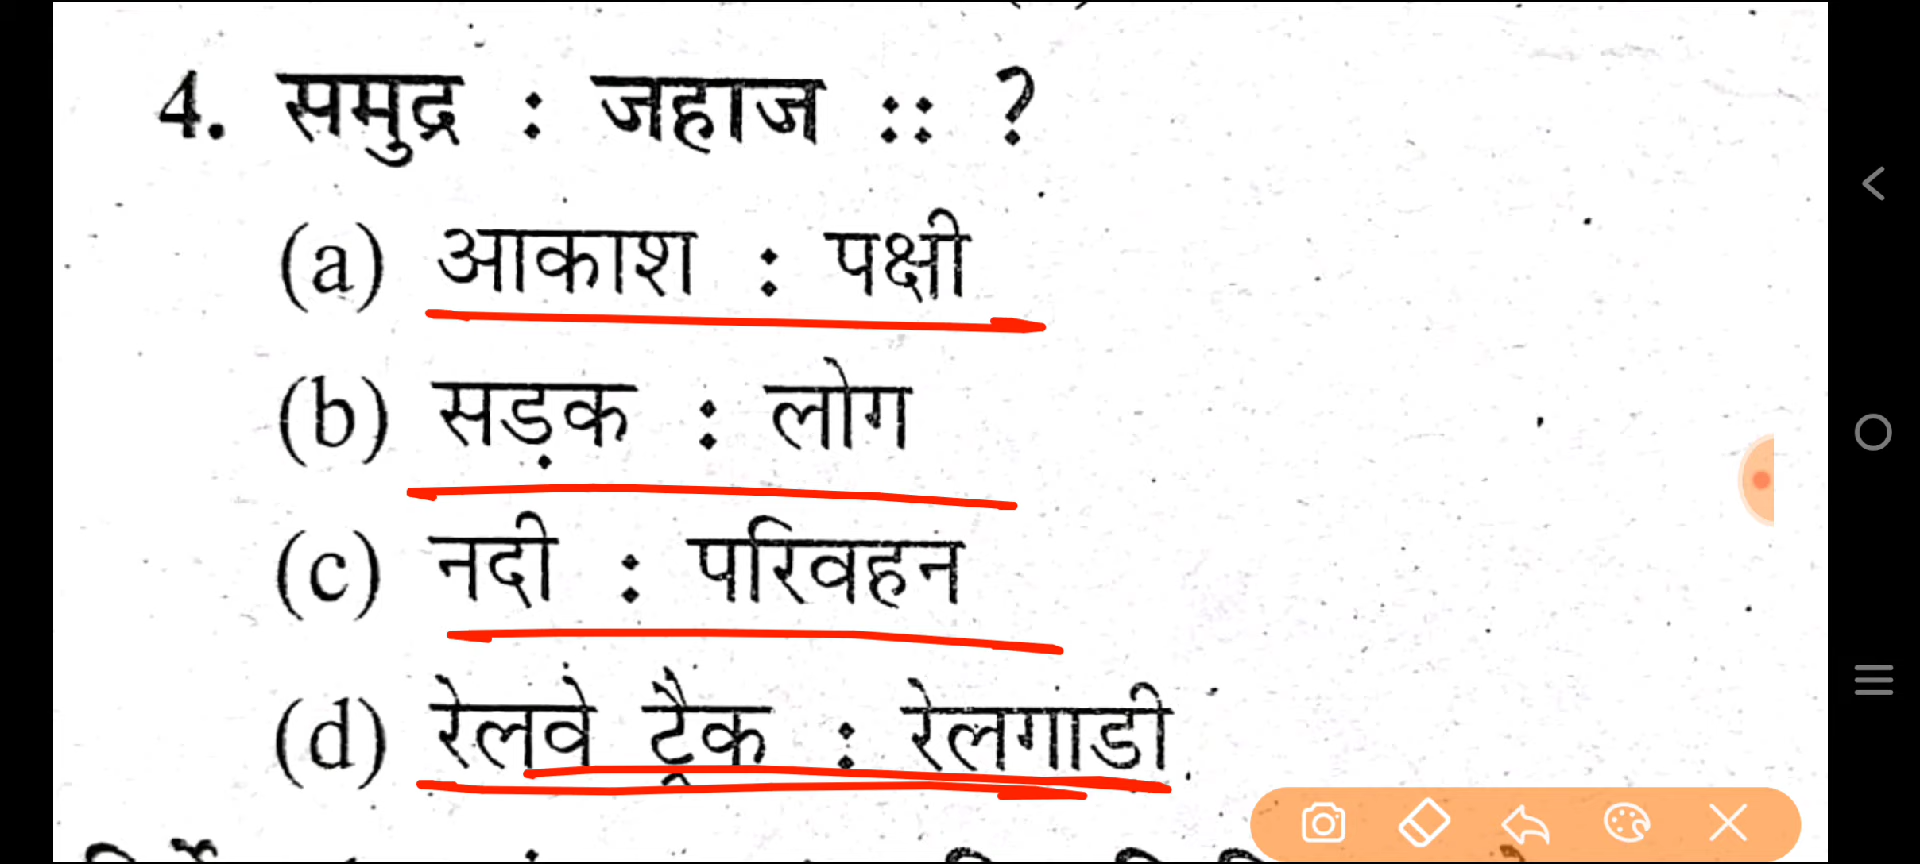 4. समुद्र : जहाज :: ?
(a) आकाश : पक्षी
(b) सड़क : लोग
(c) नदी : परिवहन
(d) रेलवे ट्रैक : रेलगाडी